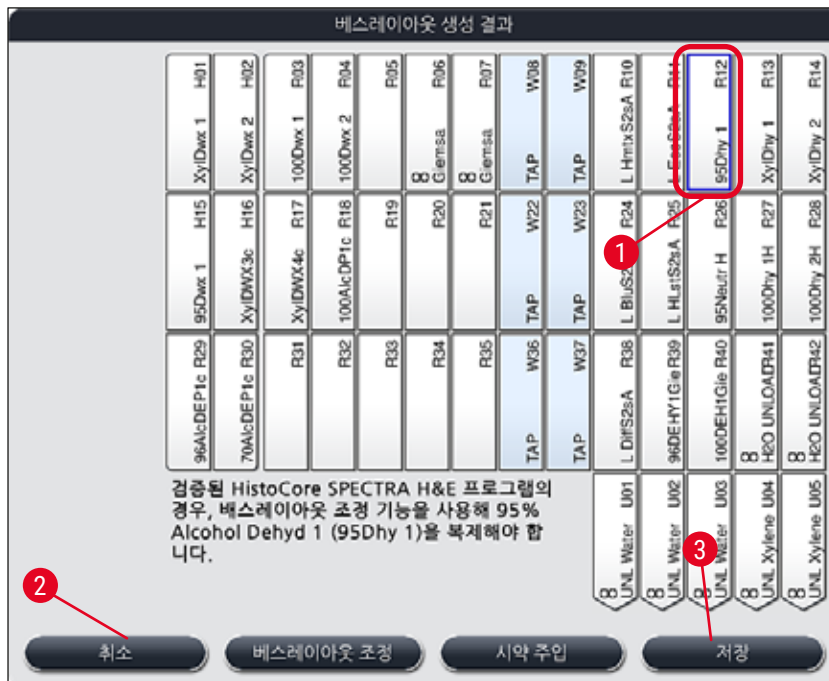 베스레이아웃 생성 결과
XylDwx 1 H01
XylDwx 2 H02
100Dwx 1 R03
100Dwx 2 R04
R05
∞ Giemsa R06
∞ Giemsa R07
TAP W08
TAP W09
L HmtxS2sA R10
L EosS2sA R11
95Dhy 1 R12
XylDhy 1 R13
XylDhy 2 R14
1
95Dwx 1 H15
XylDWX3c H16
XylDWX4c R17
100AlcDP1c R18
R19
R20
R21
TAP W22
TAP W23
L BluS2 R24
L HLstS2sA R25
95Neutr H R26
100Dhy 1H R27
100Dhy 2H R28
96AlcDEP1c R29
70AlcDEP1c R30
R31
R32
R33
R34
R35
TAP W36
TAP W37
L DiffS2sA R38
96DEHY1Gie R39
100DEH1Gie R40
∞ H2O UNLOAD R41
∞ H2O UNLOAD R42
검증된 HistoCore SPECTRA H&E 프로그램의
경우, 배스레이아웃 조정 기능을 사용해 95%
Alcohol Dehyd 1 (95Dhy 1)을 복제해야 합
니다.
∞ UNL Water U01
∞ UNL Water U02
∞ UNL Water U03
∞ UNL Xylene U04
∞ UNL Xylene U05
2
3
취소
베스레이아웃 조정
시약 주입
저장